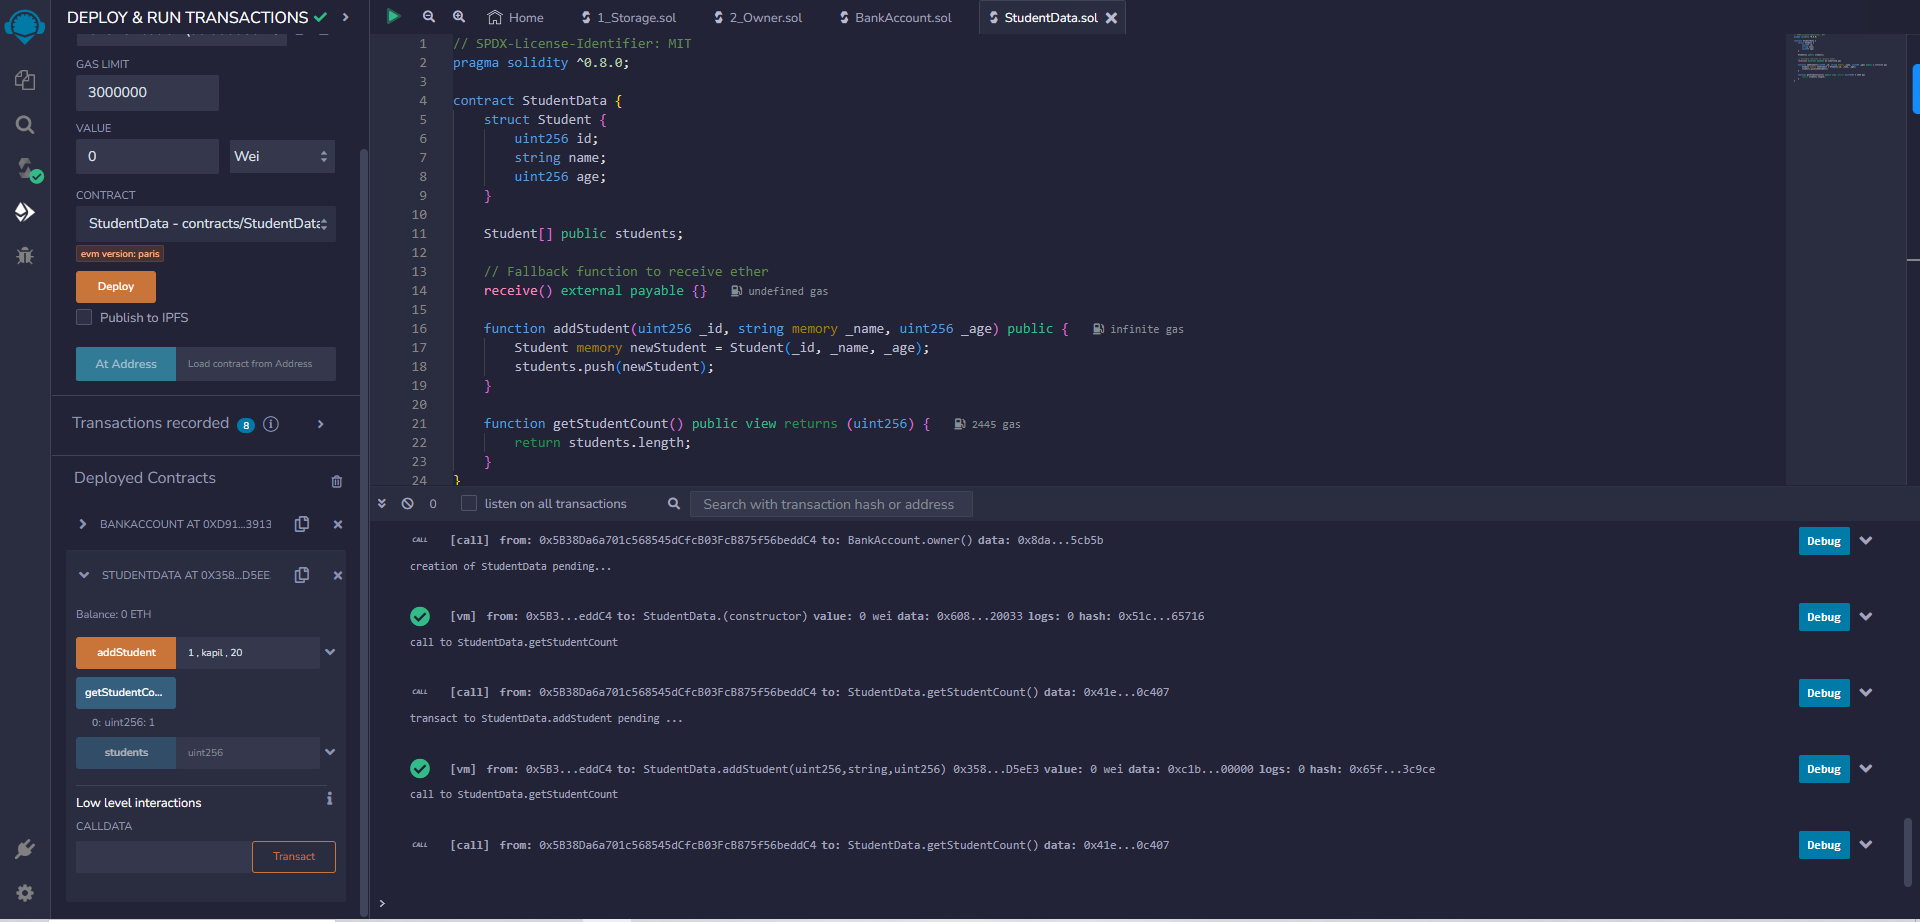 DEPLOY & RUN TRANSACTIONS
GAS LIMIT
3000000
VALUE
0
Wei
CONTRACT
StudentData - contracts/StudentData
evm version: paris
Deploy
Publish to IPFS
At Address
Load contract from Address
Transactions recorded 8 i
Deployed Contracts
BANKACCOUNT AT 0XD91...3913
STUDENTDATA AT 0X358...D5EE
Balance: 0 ETH
addStudent
1 , kapil , 20
getStudentCo...
0: uint256: 1
students
uint256
Low level interactions
i
CALLDATA
Transact
Home
1_Storage.sol
2_Owner.sol
BankAccount.sol
StudentData.sol
1 // SPDX-License-Identifier: MIT
2 pragma solidity ^0.8.0;
3
4 contract StudentData {
5 struct Student {
6 uint256 id;
7 string name;
8 uint256 age;
9 }
10
11 Student[] public students;
12
13 // Fallback function to receive ether
14 receive() external payable {} undefined gas
15
16 function addStudent(uint256 _id, string memory _name, uint256 _age) public { infinite gas
17 Student memory newStudent = Student(_id, _name, _age);
18 students.push(newStudent);
19 }
20
21 function getStudentCount() public view returns (uint256) { 2445 gas
22 return students.length;
23 }
24 }
0
listen on all transactions
Search with transaction hash or address
CALL [call] from: 0x5B38Da6a701c568545dCfcB03FcB875f56beddC4 to: BankAccount.owner() data: 0x8da...5cb5b
Debug
creation of StudentData pending...
[vm] from: 0x5B3...eddC4 to: StudentData.(constructor) value: 0 wei data: 0x608...20033 logs: 0 hash: 0x51c...65716
Debug
call to StudentData.getStudentCount
CALL [call] from: 0x5B38Da6a701c568545dCfcB03FcB875f56beddC4 to: StudentData.getStudentCount() data: 0x41e...0c407
Debug
transact to StudentData.addStudent pending ...
[vm] from: 0x5B3...eddC4 to: StudentData.addStudent(uint256,string,uint256) 0x358...D5eE3 value: 0 wei data: 0xc1b...00000 logs: 0 hash: 0x65f...3c9ce
Debug
call to StudentData.getStudentCount
CALL [call] from: 0x5B38Da6a701c568545dCfcB03FcB875f56beddC4 to: StudentData.getStudentCount() data: 0x41e...0c407
Debug
>